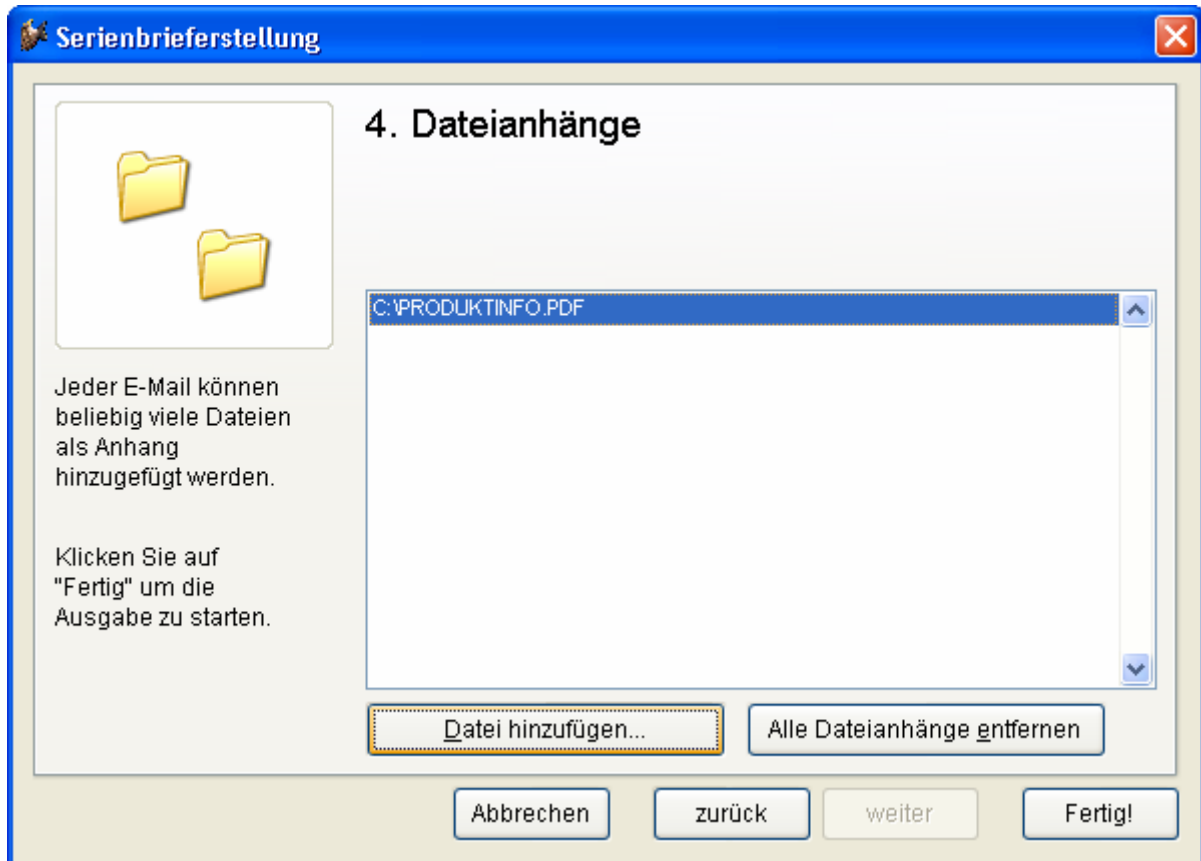 Serienbrieferstellung
4. Dateianhänge
C:\PRODUKTINFO.PDF
Jeder E-Mail können
beliebig viele Dateien
als Anhang
hinzugefügt werden.
Klicken Sie auf
"Fertig" um die
Ausgabe zu starten.
Datei hinzufügen... Alle Dateianhänge entfernen
Abbrechen zurück weiter Fertig!